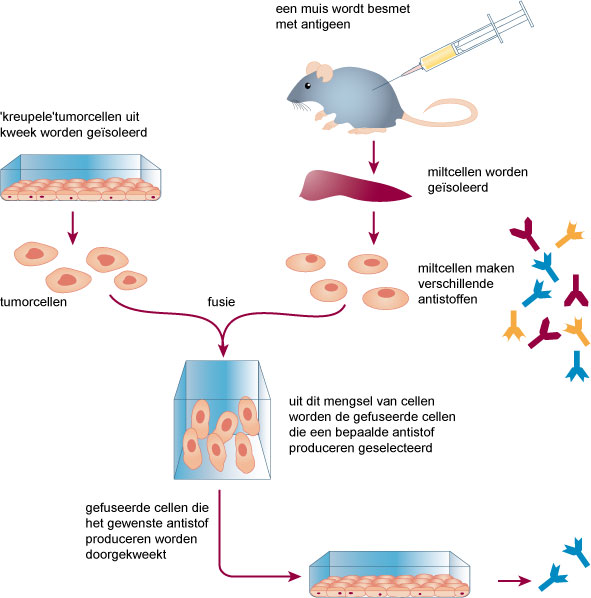 een muis wordt besmet
met antigeen
'kreupele'tumorcellen uit
kweek worden geïsoleerd
miltcellen worden
geïsoleerd
miltcellen maken
verschillende
antistoffen
tumorcellen
fusie
uit dit mengsel van cellen
worden de gefuseerde cellen
die een bepaalde antistof
produceren geselecteerd
gefuseerde cellen die
het gewenste antistof
produceren worden
doorgekweekt